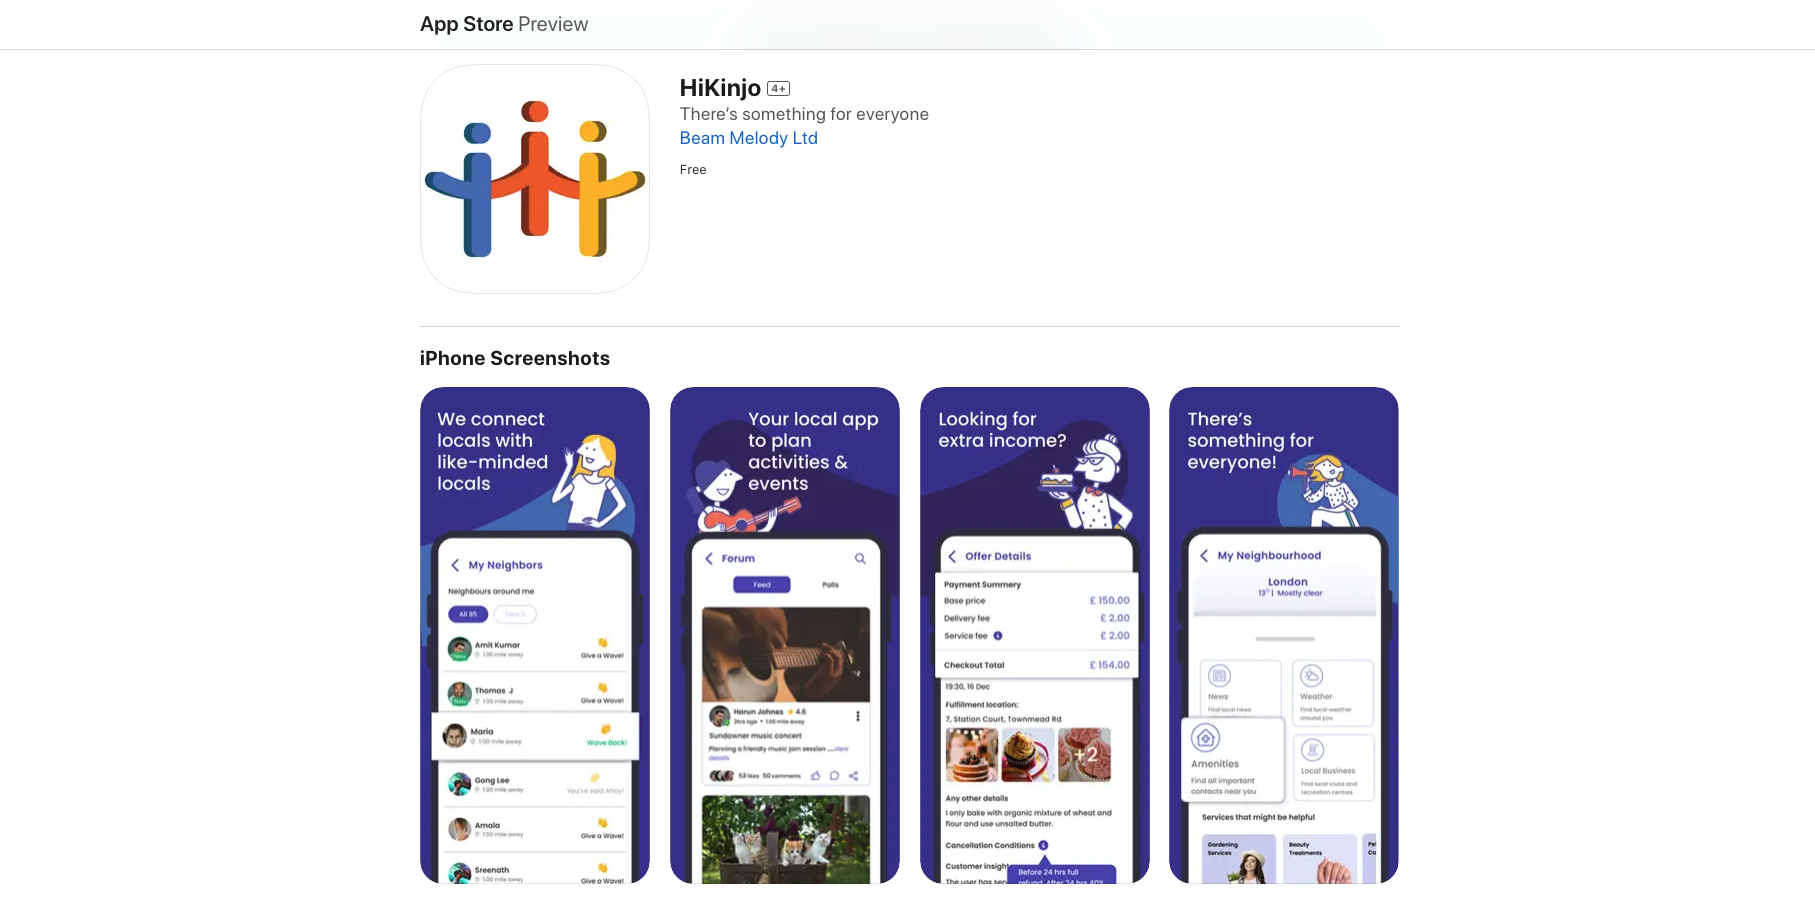 App Store Preview
HiKinjo 4+
There's something for everyone
Beam Melody Ltd
Free
iPhone Screenshots
We connect
locals with
like-minded
locals
My Neighbors
Neighbours around me
All 85 New 5
Amit Kumar
1.00 mile away
Give a Wave!
Thomas J
1.00 mile away
Give a Wave!
Maria
1.00 mile away
Wave Back!
Gong Lee
1.00 mile away
You've said Ahoy!
Amala
1.00 mile away
Give a Wave!
Sreenath
1.00 mile away
Give a Wave!
Your local app
to plan
activities &
events
Forum
Feed Polls
Harun Johnes 4.6
2hrs ago • 1.00 mile away
Sundowner music concert
Planning a friendly music jam session ....view
details
53 likes 50 comments
Looking for
extra income?
Offer Details
Payment Summery
Base price £ 150.00
Delivery fee £ 2.00
Service fee £ 2.00
Checkout Total £ 154.00
19:30, 16 Dec
Fulfillment location:
7, Station Court, Townmead Rd
+2
Any other details
I only bake with organic mixture of wheat and
flour and use unsalted butter.
Cancellation Conditions
Customer insight
The user has ser
Before 24 hrs full
refund. After 24 hrs 40%
There's
something for
everyone!
My Neighbourhood
London
13° | Mostly clear
News
Find local news
Weather
Find local weather
around you
Amenities
Find all important
contacts near you
Local Business
Find local cruise and
recreation centres
Services that might be helpful
Gardening
Services
Beauty
Treatments
Pet
Ca